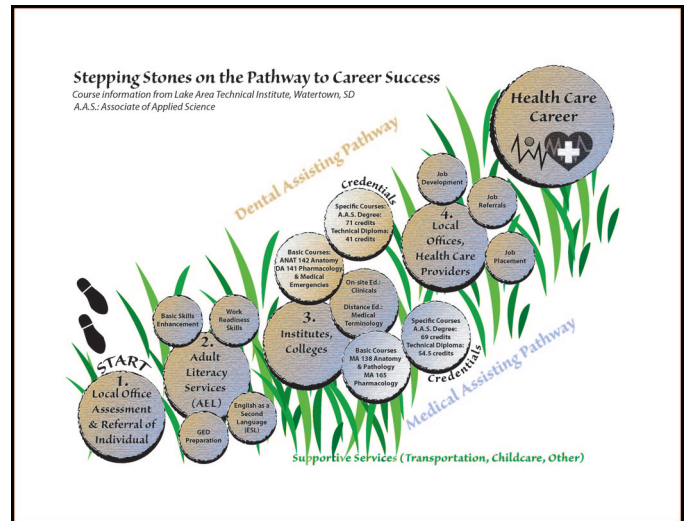 Stepping Stones on the Pathway to Career Success
Course information from Lake Area Technical Institute, Watertown, SD
A.A.S.: Associate of Applied Science
Health Care
Career
Dental Assisting Pathway
Credentials
Specific Courses:
A.A.S. Degree:
71 credits
Technical Diploma:
41 credits
Job
Development
Job
Referrals
Job
Placement
4.
Local
Offices,
Health Care
Providers
Basic Courses:
ANAT 142 Anatomy
DA 141 Pharmacology
& Medical
Emergencies
On-site Ed.:
Clinicals
Distance Ed.:
Medical
Terminology
3.
Institutes,
Colleges
Specific Courses
A.A.S. Degree:
69 credits
Technical Diploma:
54.5 credits
Credentials
Basic Courses
MA 138 Anatomy
& Pathology
MA 165
Pharmacology
Medical Assisting Pathway
Basic Skills
Enhancement
Work
Readiness
Skills
2.
Adult
Literacy
Services
(AEL)
GED
Preparation
English as a
Second
Language
(ESL)
START
1.
Local Office
Assessment
& Referral of
Individual
Supportive Services (Transportation, Childcare, Other)